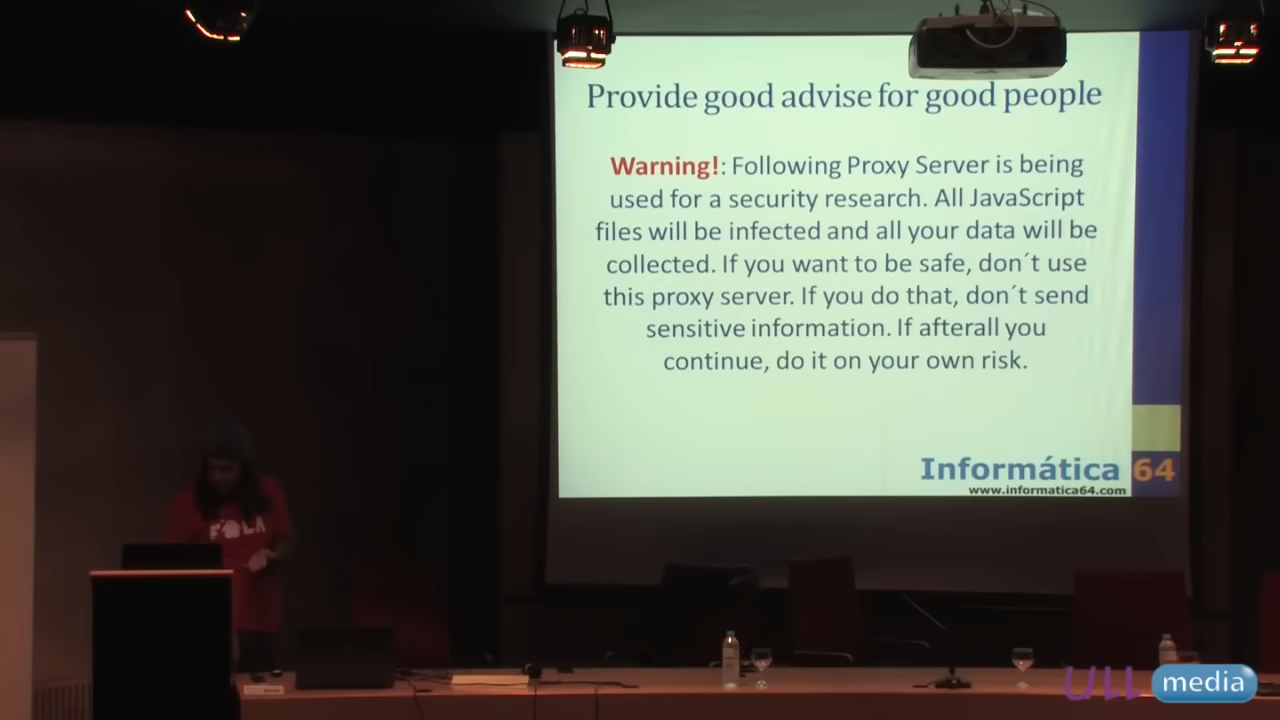 Provide good advise for good people
Warning!: Following Proxy Server is being
used for a security research. All JavaScript
files will be infected and all your data will be
collected. If you want to be safe, don´t use
this proxy server. If you do that, don´t send
sensitive information. If afterall you
continue, do it on your own risk.
Informática 64
www.informatica64.com
FOLA
ULL media